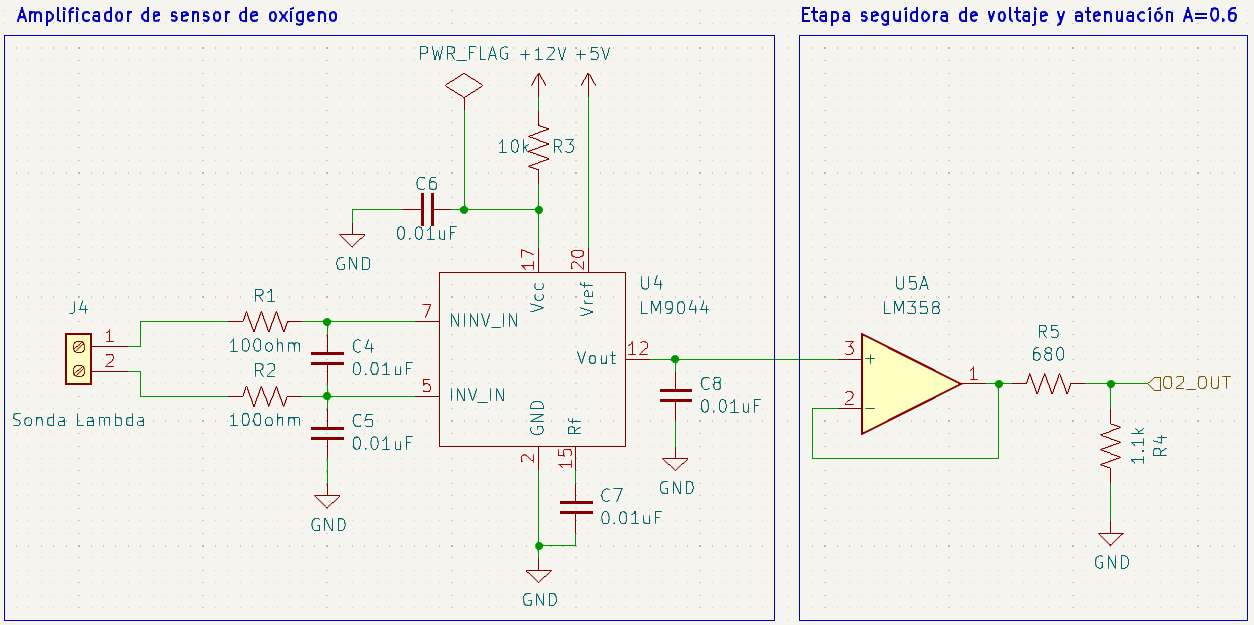 Amplificador de sensor de oxígeno
PWR_FLAG +12V +5V
10k R3
C6
0.01uF
GND
17
20
Vcc
Vref
U4
LM9044
J4
1
2
Sonda Lambda
R1
100ohm
R2
100ohm
C4
0.01uF
C5
0.01uF
GND
7
NINV_IN
5
INV_IN
Vout
12
GND
Rf
2
15
C7
0.01uF
GND
C8
0.01uF
GND
Etapa seguidora de voltaje y atenuación A=0.6
U5A
LM358
3
+
2
-
1
R5
680
O2_OUT
1.1k
R4
GND